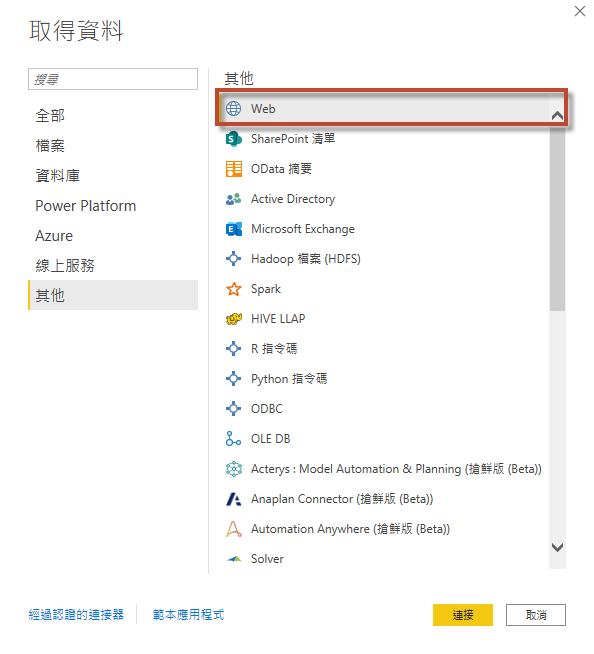 取得資料
搜尋
全部
檔案
資料庫
Power Platform
Azure
線上服務
其他
其他
Web
SharePoint 清單
OData 摘要
Active Directory
Microsoft Exchange
Hadoop 檔案 (HDFS)
Spark
HIVE LLAP
R 指令碼
Python 指令碼
ODBC
OLE DB
Acterys : Model Automation & Planning (搶鮮版 (Beta))
Anaplan Connector (搶鮮版 (Beta))
Automation Anywhere (搶鮮版 (Beta))
Solver
經過認證的連接器
範本應用程式
連接
取消